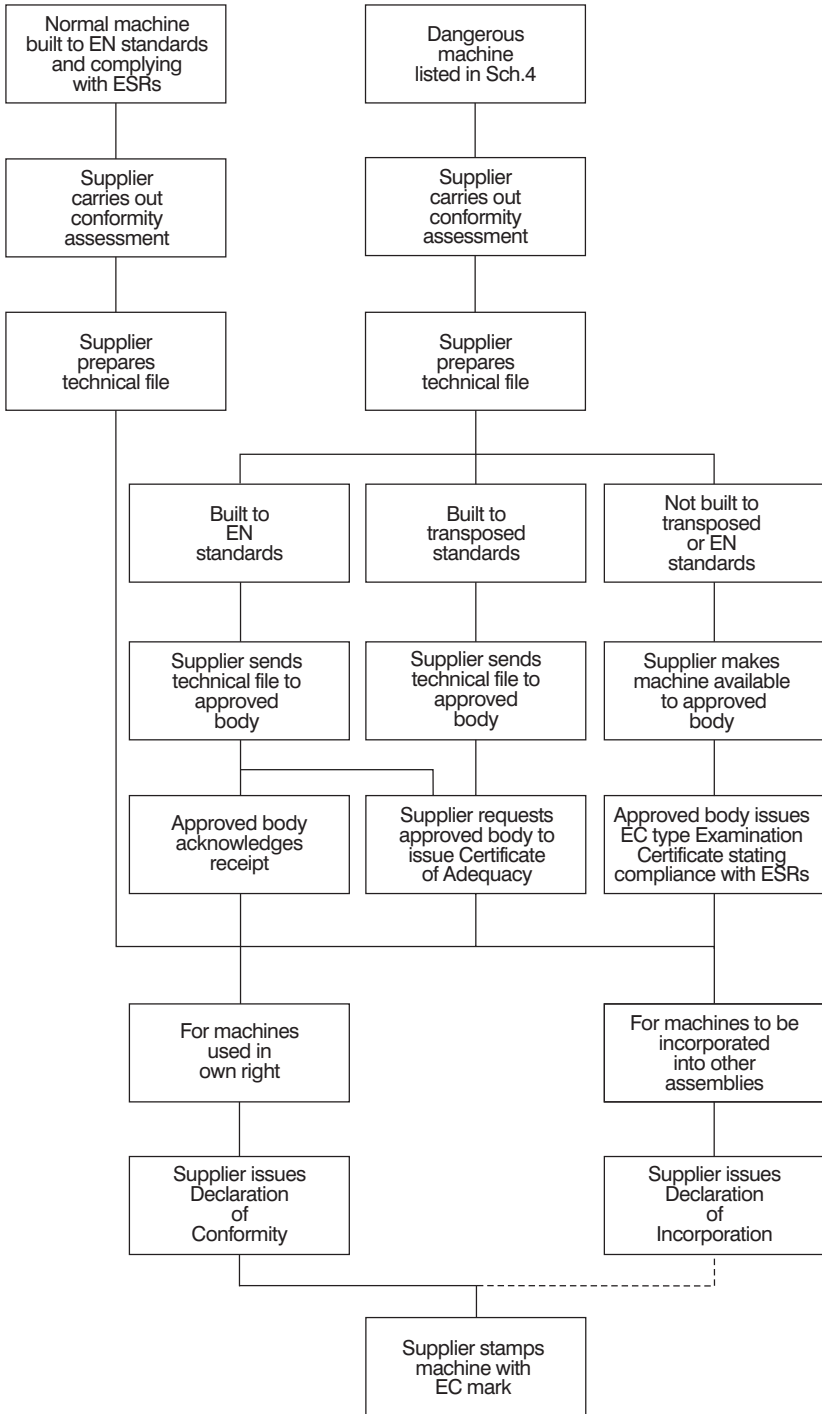 Normal machine
built to EN standards
and complying
with ESRs
Dangerous
machine
listed in Sch.4
Supplier
carries out
conformity
assessment
Supplier
carries out
conformity
assessment
Supplier
prepares
technical file
Supplier
prepares
technical file
Built to
EN
standards
Built to
transposed
standards
Not built to
transposed
or EN
standards
Supplier sends
technical file to
approved
body
Supplier sends
technical file to
approved
body
Supplier makes
machine available
to approved
body
Approved body
acknowledges
receipt
Supplier requests
approved body to
issue Certificate
of Adequacy
Approved body issues
EC type Examination
Certificate stating
compliance with ESRs
For machines
used in
own right
For machines to be
incorporated
into other
assemblies
Supplier issues
Declaration
of
Conformity
Supplier issues
Declaration
of
Incorporation
Supplier stamps
machine with
EC mark